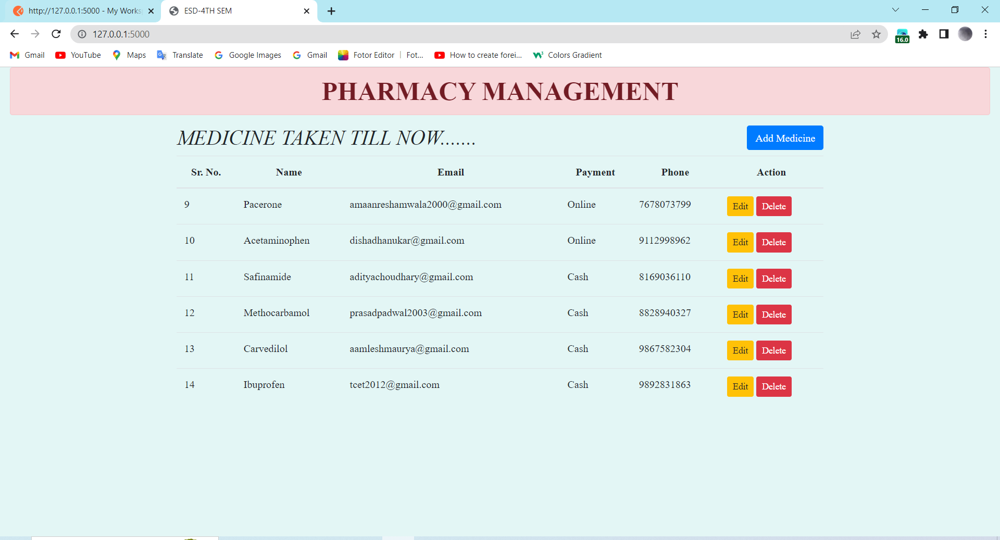 http://127.0.0.1:5000 - My Works
ESD-4TH SEM
127.0.0.1:5000
16.0
Gmail YouTube Maps Translate Google Images Gmail Fotor Editor | Fot... How to create forei... Colors Gradient
PHARMACY MANAGEMENT
MEDICINE TAKEN TILL NOW.......
Add Medicine
Sr. No. Name Email Payment Phone Action
9 Pacerone amaanreshamwala2000@gmail.com Online 7678073799 Edit Delete
10 Acetaminophen dishadhanukar@gmail.com Online 9112998962 Edit Delete
11 Safinamide adityachoudhary@gmail.com Cash 8169036110 Edit Delete
12 Methocarbamol prasadpadwal2003@gmail.com Cash 8828940327 Edit Delete
13 Carvedilol aamleshmaurya@gmail.com Cash 9867582304 Edit Delete
14 Ibuprofen tcet2012@gmail.com Cash 9892831863 Edit Delete